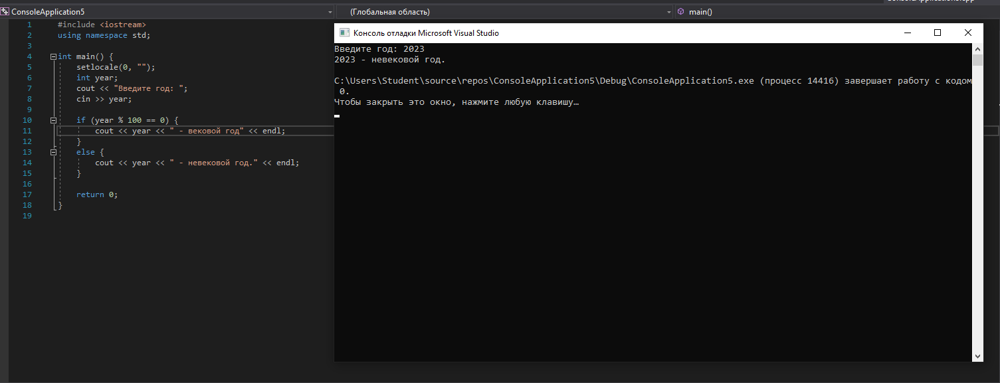 ConsoleApplication5
(Глобальная область)
main()
1 #include <iostream>
2 using namespace std;
3
4 int main() {
5 setlocale(0, "");
6 int year;
7 cout << "Введите год: ";
8 cin >> year;
9
10 if (year % 100 == 0) {
11 cout << year << " - вековой год" << endl;
12 }
13 else {
14 cout << year << " - невековой год." << endl;
15 }
16
17 return 0;
18 }
19
Консоль отладки Microsoft Visual Studio
Введите год: 2023
2023 - невековой год.
C:\Users\Student\source\repos\ConsoleApplication5\Debug\ConsoleApplication5.exe (процесс 14416) завершает работу с кодом
0.
Чтобы закрыть это окно, нажмите любую клавишу…